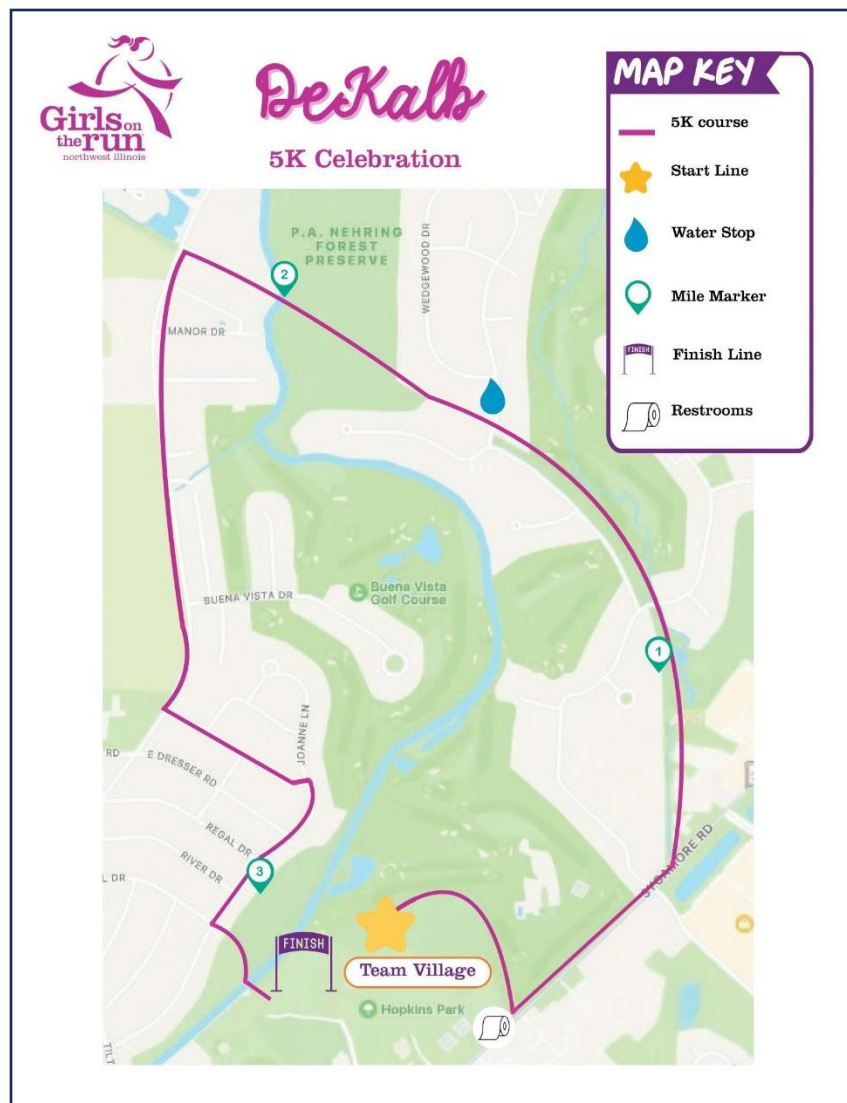 Girls on
the run
northwest illinois
DeKalb
5K Celebration
MAP KEY
5K course
Start Line
Water Stop
Mile Marker
FINISH
Finish Line
Restrooms
P.A. NEHRING
FOREST
PRESERVE
WEDGEWOOD DR
2
MANOR DR
Buena Vista
Golf Course
BUENA VISTA DR
1
JOANNE LN
RD
E DRESSER RD
REGAL DR
RIVER DR
L DR
3
SYCAMORE RD
FINISH
Team Village
Hopkins Park
TILT